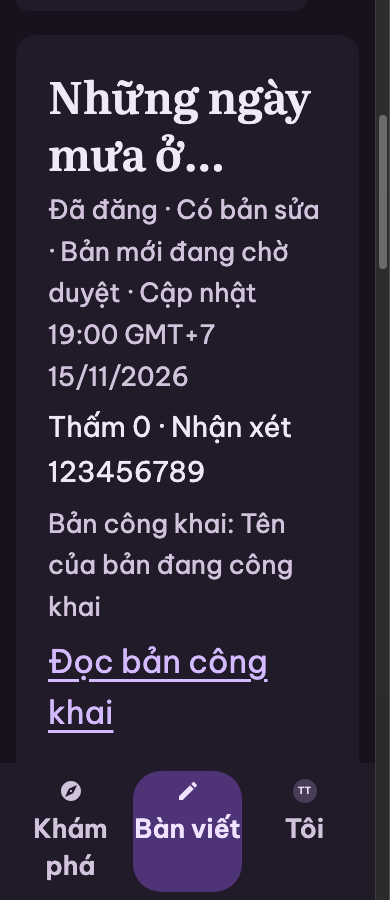 Những ngày
mưa ở...
Đã đăng · Có bản sửa
· Bản mới đang chờ
duyệt · Cập nhật
19:00 GMT+7
15/11/2026
Thấm 0 · Nhận xét
123456789
Bản công khai: Tên
của bản đang công
khai
Đọc bản công
khai
TT
Khám
phá
Bàn viết
Tôi